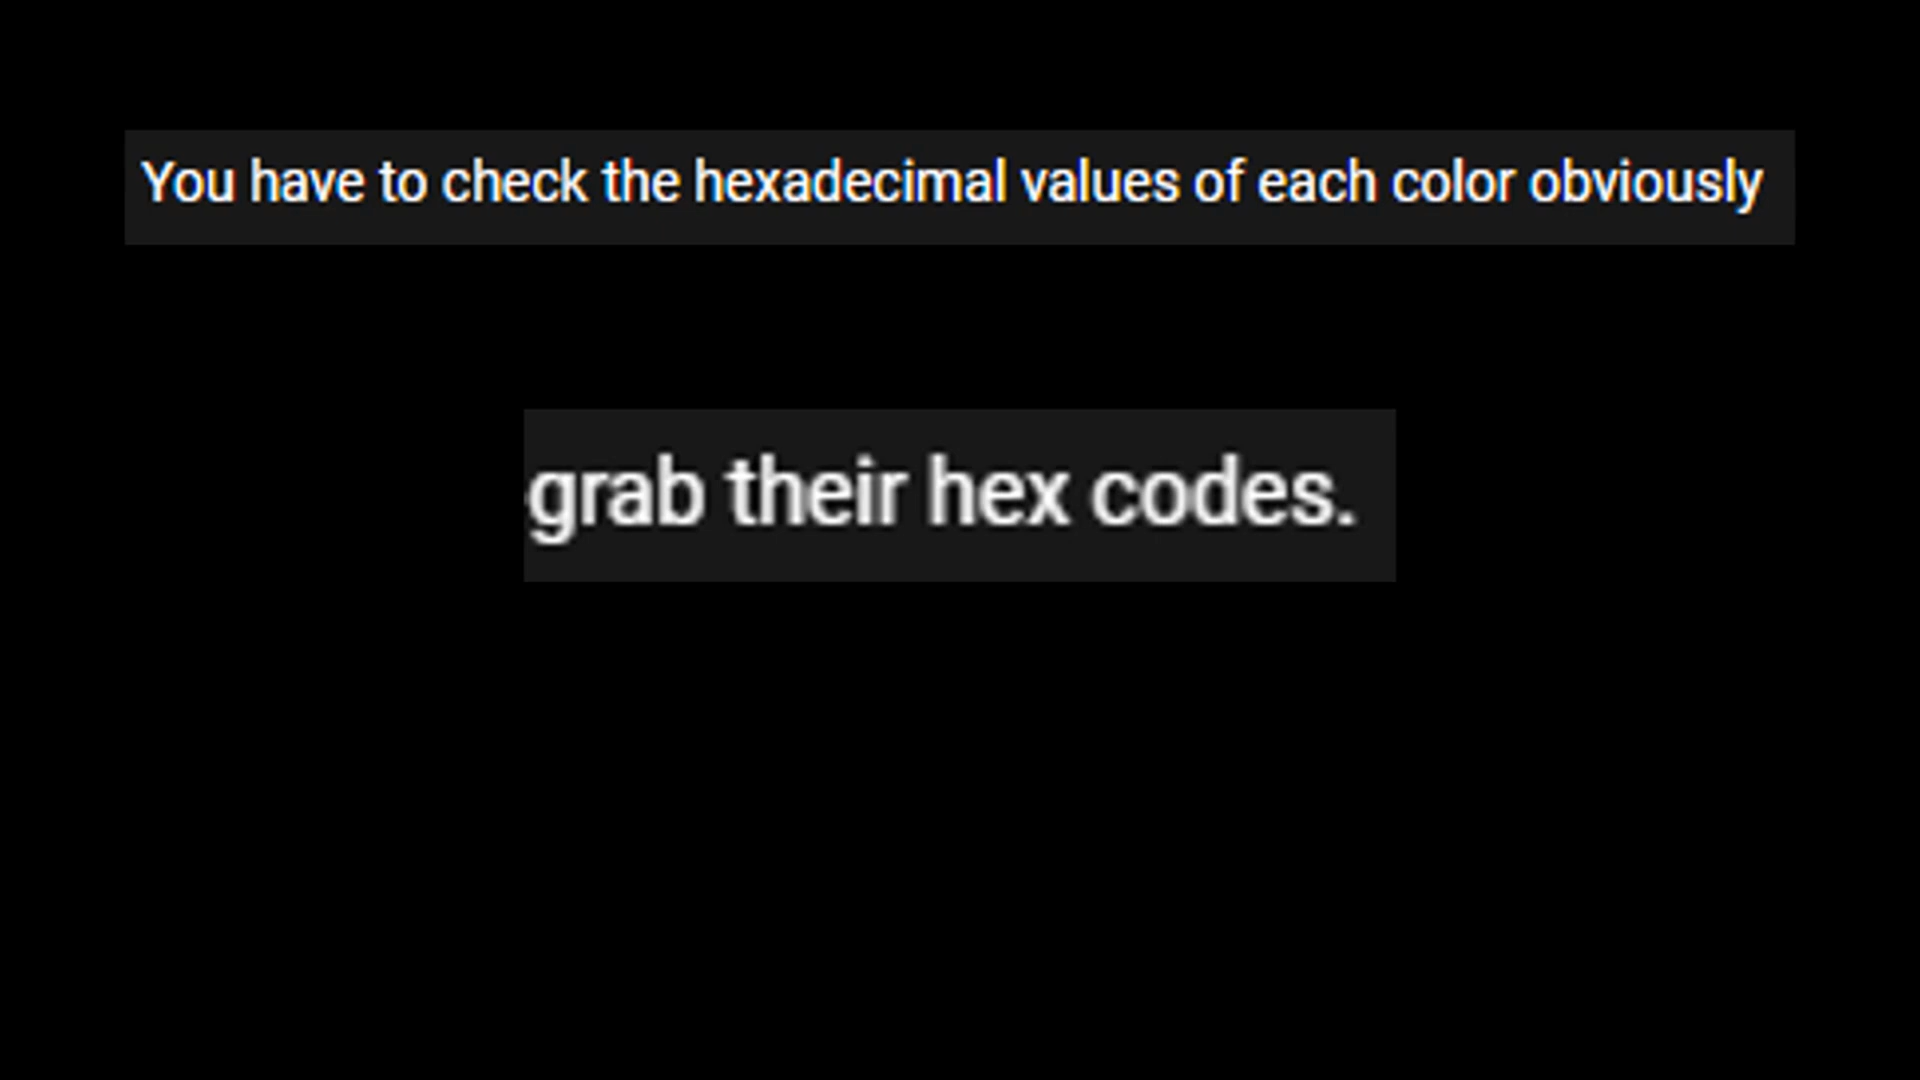 You have to check the hexadecimal values of each color obviously
grab their hex codes.